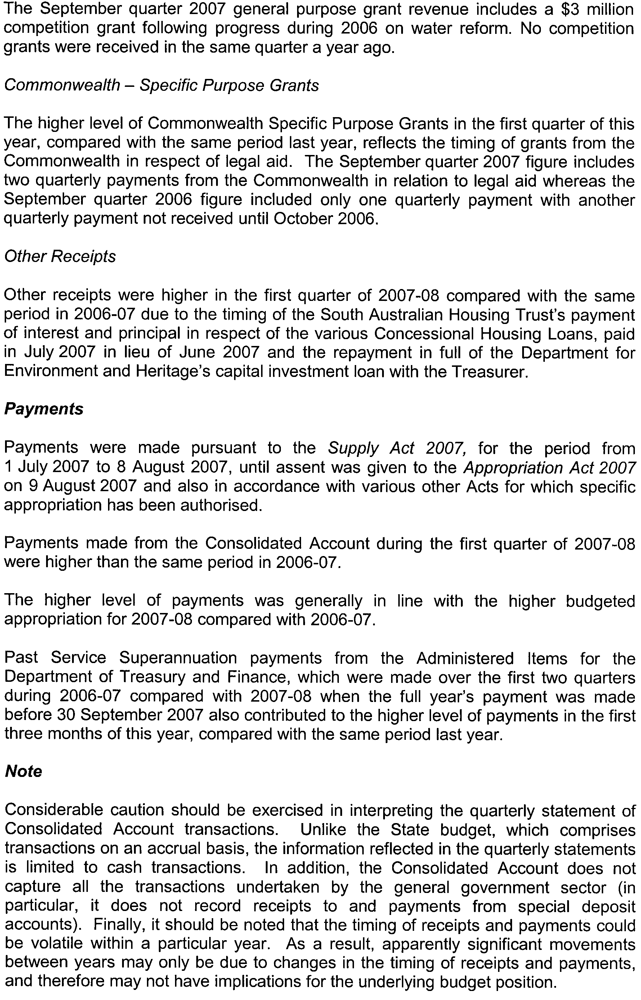 The September quarter 2007 general purpose grant revenue includes a $3 million
competition grant following progress during 2006 on water reform. No competition
grants were received in the same quarter a year ago.
Commonwealth – Specific Purpose Grants
The higher level of Commonwealth Specific Purpose Grants in the first quarter of this
year, compared with the same period last year, reflects the timing of grants from the
Commonwealth in respect of legal aid. The September quarter 2007 figure includes
two quarterly payments from the Commonwealth in relation to legal aid whereas the
September quarter 2006 figure included only one quarterly payment with another
quarterly payment not received until October 2006.
Other Receipts
Other receipts were higher in the first quarter of 2007-08 compared with the same
period in 2006-07 due to the timing of the South Australian Housing Trust's payment
of interest and principal in respect of the various Concessional Housing Loans, paid
in July 2007 in lieu of June 2007 and the repayment in full of the Department for
Environment and Heritage's capital investment loan with the Treasurer.
Payments
Payments were made pursuant to the Supply Act 2007, for the period from
1 July 2007 to 8 August 2007, until assent was given to the Appropriation Act 2007
on 9 August 2007 and also in accordance with various other Acts for which specific
appropriation has been authorised.
Payments made from the Consolidated Account during the first quarter of 2007-08
were higher than the same period in 2006-07.
The higher level of payments was generally in line with the higher budgeted
appropriation for 2007-08 compared with 2006-07.
Past Service Superannuation payments from the Administered Items for the
Department of Treasury and Finance, which were made over the first two quarters
during 2006-07 compared with 2007-08 when the full year's payment was made
before 30 September 2007 also contributed to the higher level of payments in the first
three months of this year, compared with the same period last year.
Note
Considerable caution should be exercised in interpreting the quarterly statement of
Consolidated Account transactions. Unlike the State budget, which comprises
transactions on an accrual basis, the information reflected in the quarterly statements
is limited to cash transactions. In addition, the Consolidated Account does not
capture all the transactions undertaken by the general government sector (in
particular, it does not record receipts to and payments from special deposit
accounts). Finally, it should be noted that the timing of receipts and payments could
be volatile within a particular year. As a result, apparently significant movements
between years may only be due to changes in the timing of receipts and payments,
and therefore may not have implications for the underlying budget position.